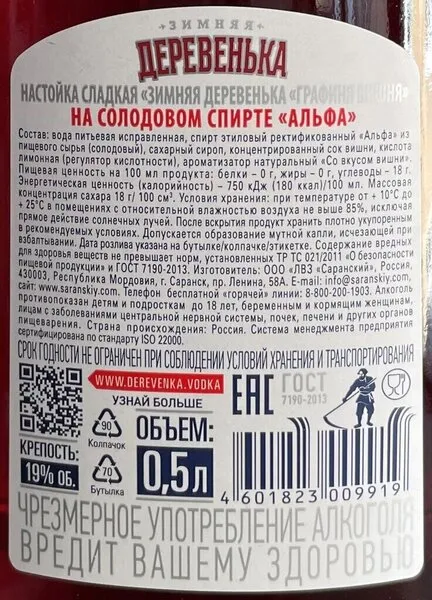 ЗИМНЯЯ
ДЕРЕВЕНЬКА
НАСТОЙКА СЛАДКАЯ «ЗИМНЯЯ ДЕРЕВЕНЬКА «ГРАФИНЯ ВИШНЯ»
НА СОЛОДОВОМ СПИРТЕ «АЛЬФА»
Состав: вода питьевая исправленная, спирт этиловый ректификованный «Альфа» из
пищевого сырья (солодовый), сахарный сироп, концентрированный сок вишни, кислота
лимонная (регулятор кислотности), ароматизатор натуральный «Со вкусом вишни».
Пищевая ценность на 100 мл продукта: белки – 0 г, жиры – 0 г, углеводы – 18 г.
Энергетическая ценность (калорийность) – 750 кДж (180 ккал)/100 мл. Массовая
концентрация сахара 18 г/ 100 см³. Условия хранения: при температуре от + 10°С до
+ 25°С в помещениях с относительной влажностью воздуха не выше 85%, исключая
прямое действие солнечных лучей. После вскрытия продукт хранить плотно укупоренным
в рекомендуемых условиях. Допускается образование мутной капли, исчезающей при
взбалтывании. Дата розлива указана на бутылке/колпачке/этикетке. Содержание вредных
для здоровья веществ не превышает норм, установленных ТР ТС 021/2011 «О безопасности
пищевой продукции» и ГОСТ 7190-2013. Изготовитель: ООО «ЛВЗ «Саранский», Россия,
430003, Республика Мордовия, г. Саранск, пр. Ленина, 58А. E-mail: info@saranskiy.com,
www.saranskiy.com. Телефон бесплатной «горячей» линии: 8-800-200-1903. Алкоголь
противопоказан детям и подросткам до 18 лет, беременным и кормящим женщинам,
лицам с заболеваниями центральной нервной системы, почек, печени и других органов
пищеварения. Страна происхождения: Россия. Система менеджмента предприятия
сертифицирована по стандарту ISO 22000.
СРОК ГОДНОСТИ НЕ ОГРАНИЧЕН ПРИ СОБЛЮДЕНИИ УСЛОВИЙ ХРАНЕНИЯ И ТРАНСПОРТИРОВАНИЯ
WWW.DEREVENKA.VODKA
УЗНАЙ БОЛЬШЕ
ЕАС
ГОСТ
7190-2013
90
Колпачок
70
Бутылка
КРЕПОСТЬ:
19% ОБ.
ОБЪЕМ:
0,5л
4 601823 009919
ЧРЕЗМЕРНОЕ УПОТРЕБЛЕНИЕ АЛКОГОЛЯ
ВРЕДИТ ВАШЕМУ ЗДОРОВЬЮ